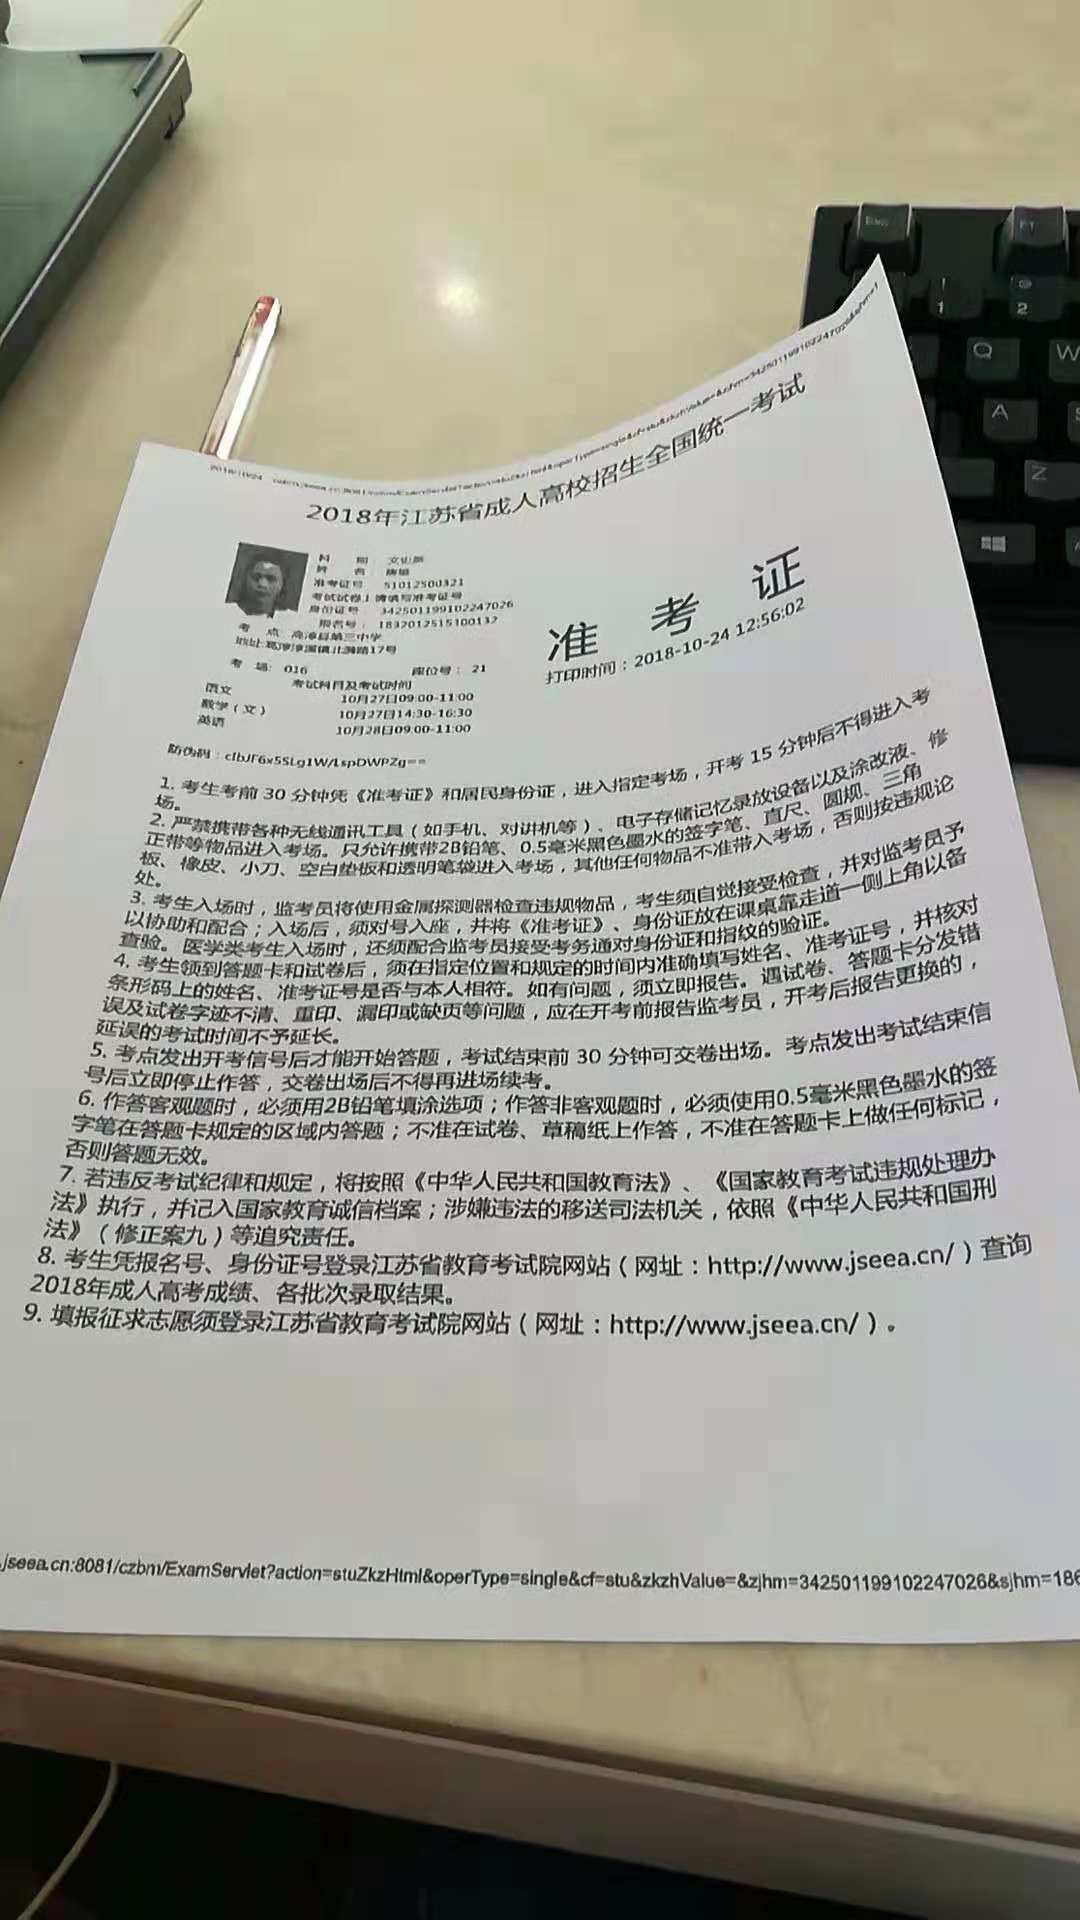 2018年江苏省成人高校招生全国统一考试
准 考 证
打印时间：2018-10-24 12:56:02
科 别： 文史类
姓 名：
准考证号 51012500321
考试试卷上请填写准考证号
身份证号 342501199102247026
报名号： 1832012515100132
考 点 高淳县第三中学
地址:
考 场: 016 座位号： 21
考试科目及考试时间
语文 10月27日09:00-11:00
数学（文） 10月27日14:30-16:30
英语 10月28日09:00-11:00
防伪码：clbJF6x5SLg1W/LspDWPZg==
1. 考生考前 30 分钟凭《准考证》和居民身份证，进入指定考场，开考 15 分钟后不得进入考
场。
2. 严禁携带各种无线通讯工具（如手机、对讲机等）、电子存储记忆录放设备以及涂改液、修
正带等物品进入考场。只允许携带2B铅笔、0.5毫米黑色墨水的签字笔、直尺、圆规、三角
板、橡皮、小刀、空白垫板和透明笔袋进入考场，其他任何物品不准带入考场，否则按违规论
处。
3. 考生入场时，监考员将使用金属探测器检查违规物品，考生须自觉接受检查，并对监考员予
以协助和配合；入场后，须对号入座，并将《准考证》、身份证放在课桌靠走道一侧上角以备
查验。医学类考生入场时，还须配合监考员接受考务通对身份证和指纹的验证。
4. 考生领到答题卡和试卷后，须在指定位置和规定的时间内准确填写姓名、准考证号，并核对
条形码上的姓名、准考证号是否与本人相符。如有问题，须立即报告。遇试卷、答题卡分发错
误及试卷字迹不清、重印、漏印或缺页等问题，应在开考前报告监考员，开考后报告更换的，
延误的考试时间不予延长。
5. 考点发出开考信号后才能开始答题，考试结束前 30 分钟可交卷出场。考点发出考试结束信
号后立即停止作答，交卷出场后不得再进场续考。
6. 作答客观题时，必须用2B铅笔填涂选项；作答非客观题时，必须使用0.5毫米黑色墨水的签
字笔在答题卡规定的区域内答题；不准在试卷、草稿纸上作答，不准在答题卡上做任何标记，
否则答题无效。
7. 若违反考试纪律和规定，将按照《中华人民共和国教育法》、《国家教育考试违规处理办
法》执行，并记入国家教育诚信档案；涉嫌违法的移送司法机关，依照《中华人民共和国刑
法》（修正案九）等追究责任。
8. 考生凭报名号、身份证号登录江苏省教育考试院网站（网址：http://www.jseea.cn/）查询
2018年成人高考成绩、各批次录取结果。
9. 填报征求志愿须登录江苏省教育考试院网站（网址：http://www.jseea.cn/）。
.jseea.cn:8081/czbm/ExamServlet?action=stuZkzHtml&operType=single&cf=stu&zkzhValue=&zjhm=342501199102247026&sjhm=186
F1
1
2
Q
W
A
Z